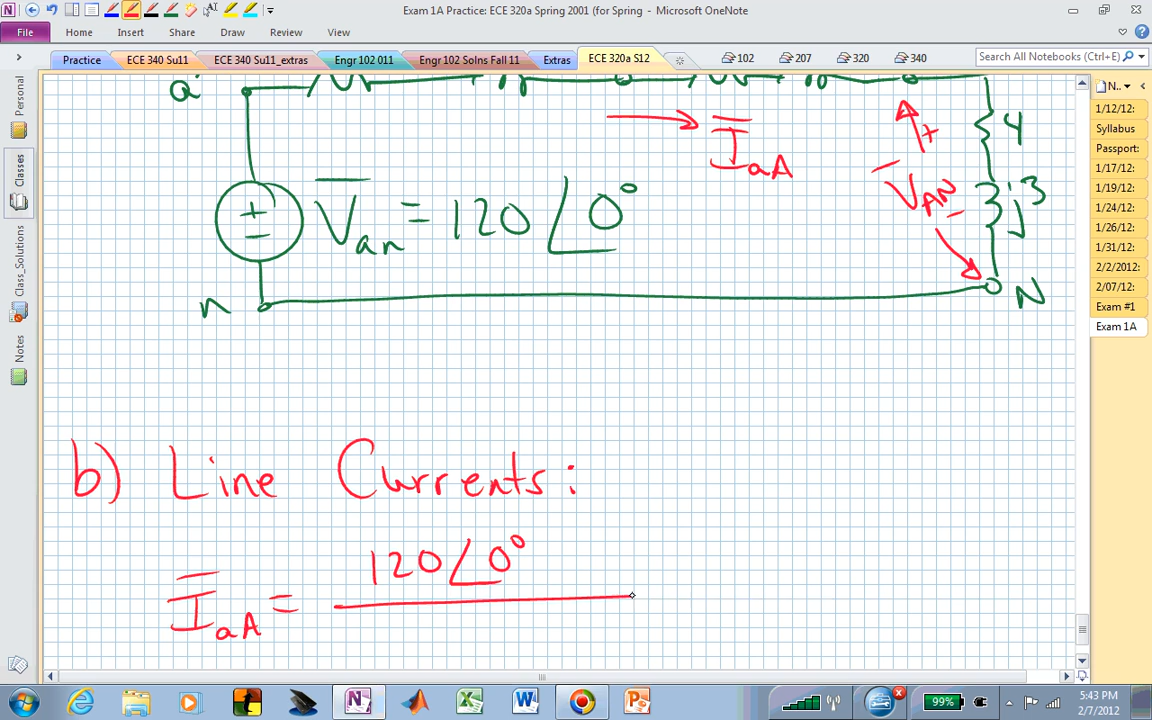 Exam 1A Practice: ECE 320a Spring 2001 (for Spring - Microsoft OneNote
File Home Insert Share Draw Review View
Practice ECE 340 Su11 ECE 340 Su11_extras Engr 102 011 Engr 102 Solns Fall 11 Extras ECE 320a S12 102 207 320 340 Search All Notebooks (Ctrl+E)
Personal
Classes
Class_Solutions
Notes
N..
1/12/12:
Syllabus
Passport:
1/17/12:
1/19/12:
1/24/12:
1/26/12:
1/31/12:
2/2/2012:
2/07/12:
Exam #1
Exam 1A
a
I̅aA
+
V̅AN
−
4
j3
+
−
V̅an = 120∠0°
n
N
b) Line Currents:
120∠0°
I̅aA =
99%
5:43 PM
2/7/2012